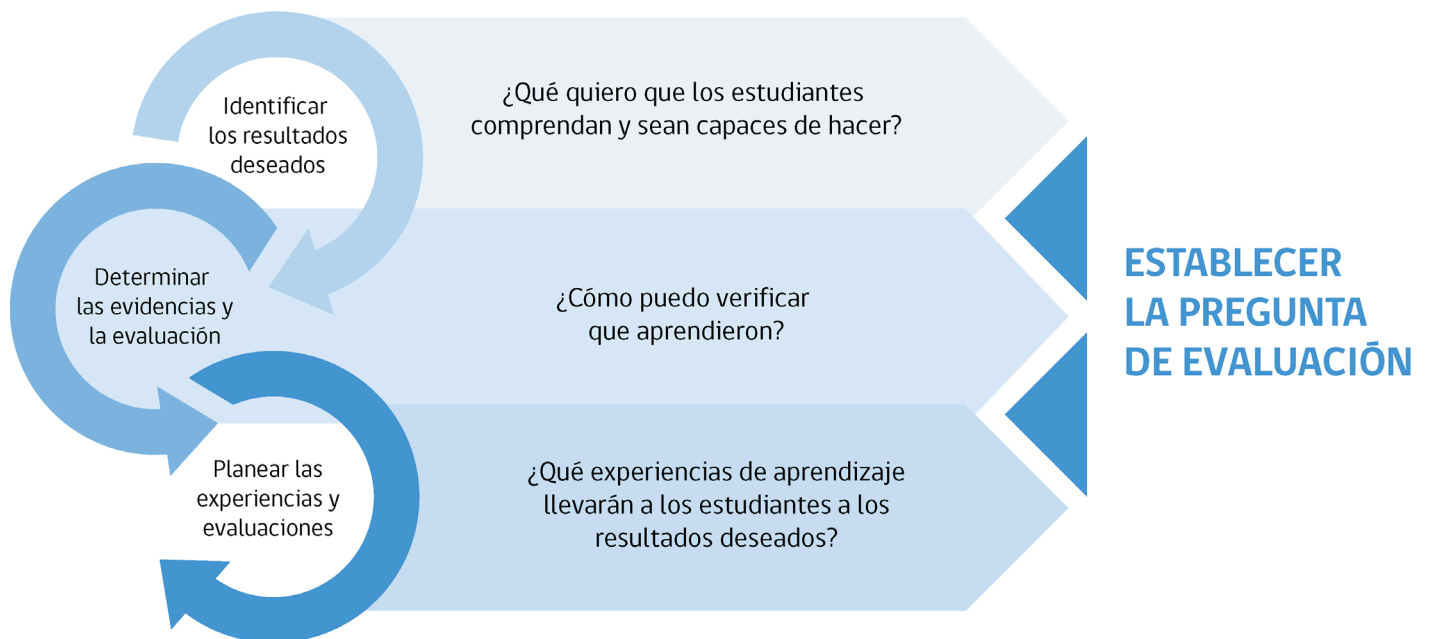 Identificar
los resultados
deseados
¿Qué quiero que los estudiantes
comprendan y sean capaces de hacer?
Determinar
las evidencias y
la evaluación
¿Cómo puedo verificar
que aprendieron?
Planear las
experiencias y
evaluaciones
¿Qué experiencias de aprendizaje
llevarán a los estudiantes a los
resultados deseados?
ESTABLECER
LA PREGUNTA
DE EVALUACIÓN